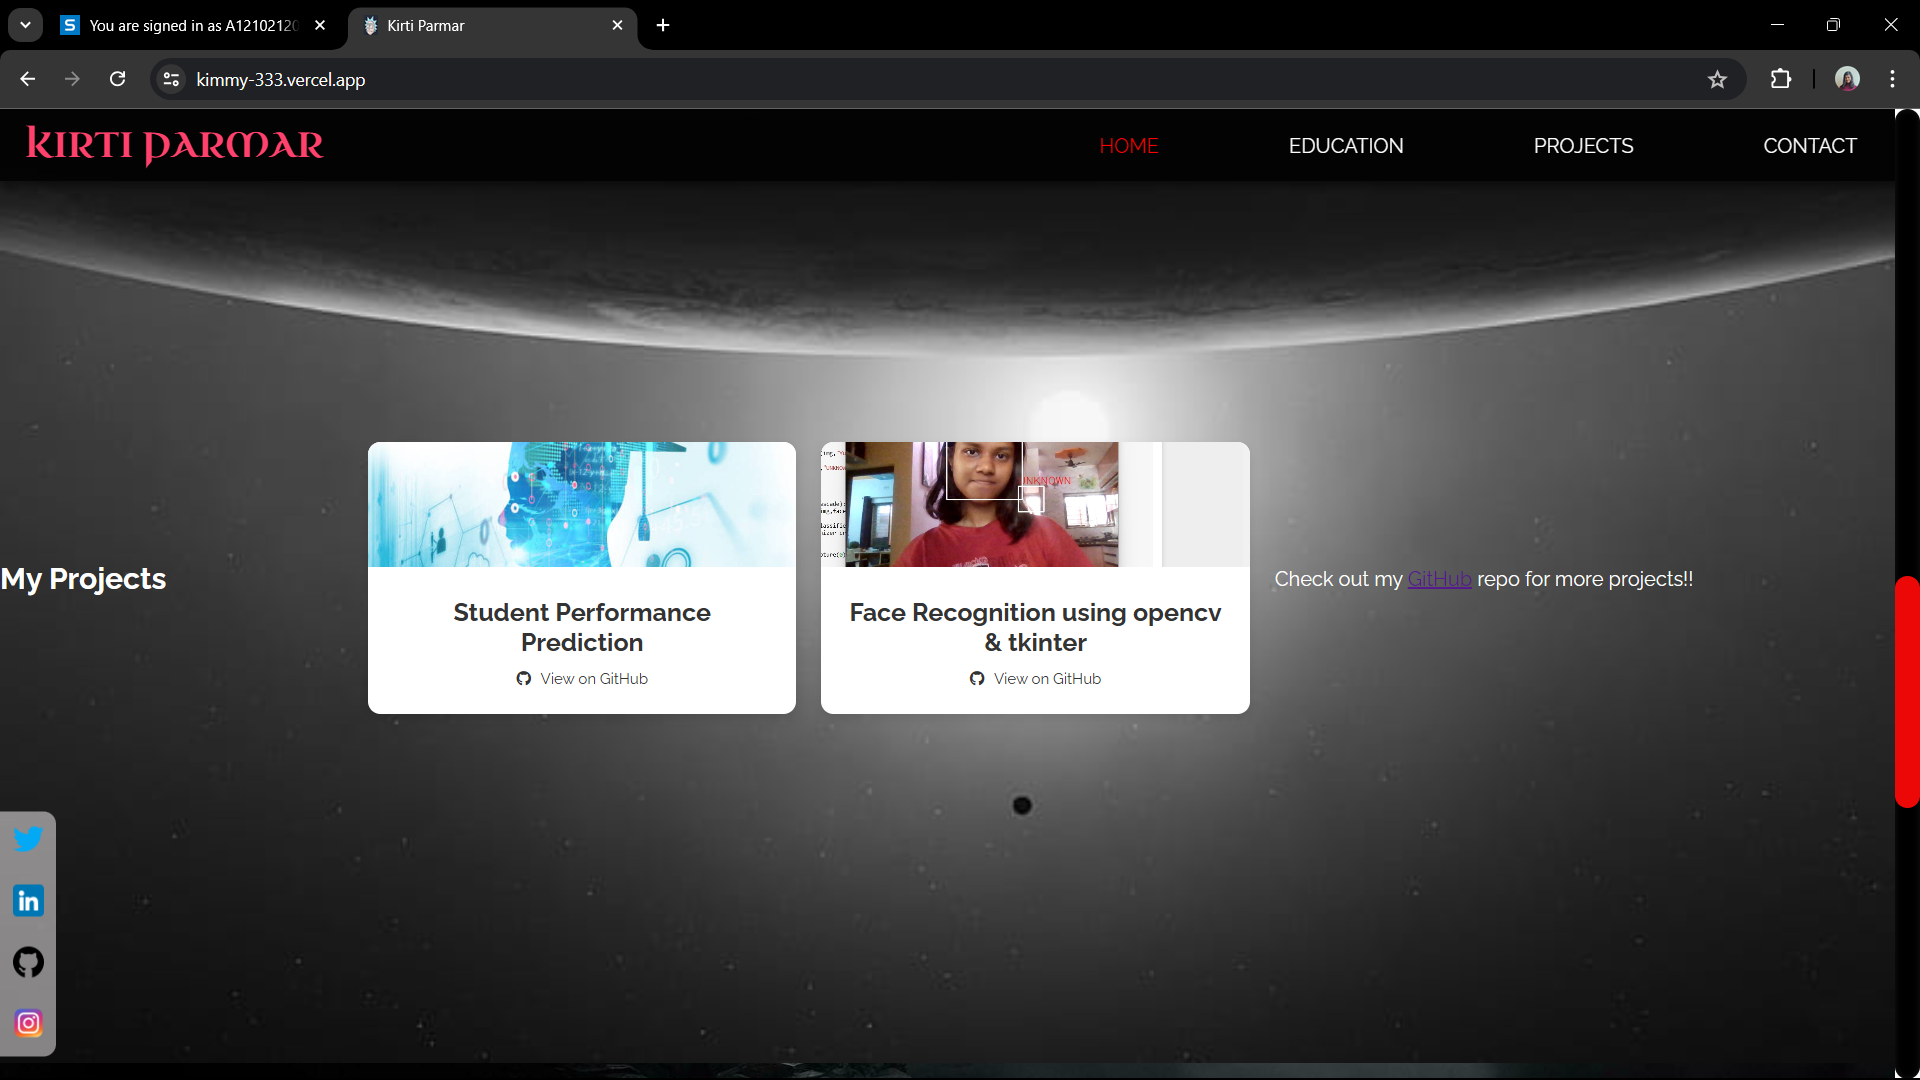 You are signed in as A12102120
Kirti Parmar
kimmy-333.vercel.app
KIRTI PARMAR
HOME
EDUCATION
PROJECTS
CONTACT
UNKNOWN
My Projects
Student Performance
Prediction
View on GitHub
Face Recognition using opencv
& tkinter
View on GitHub
Check out my GitHub repo for more projects!!